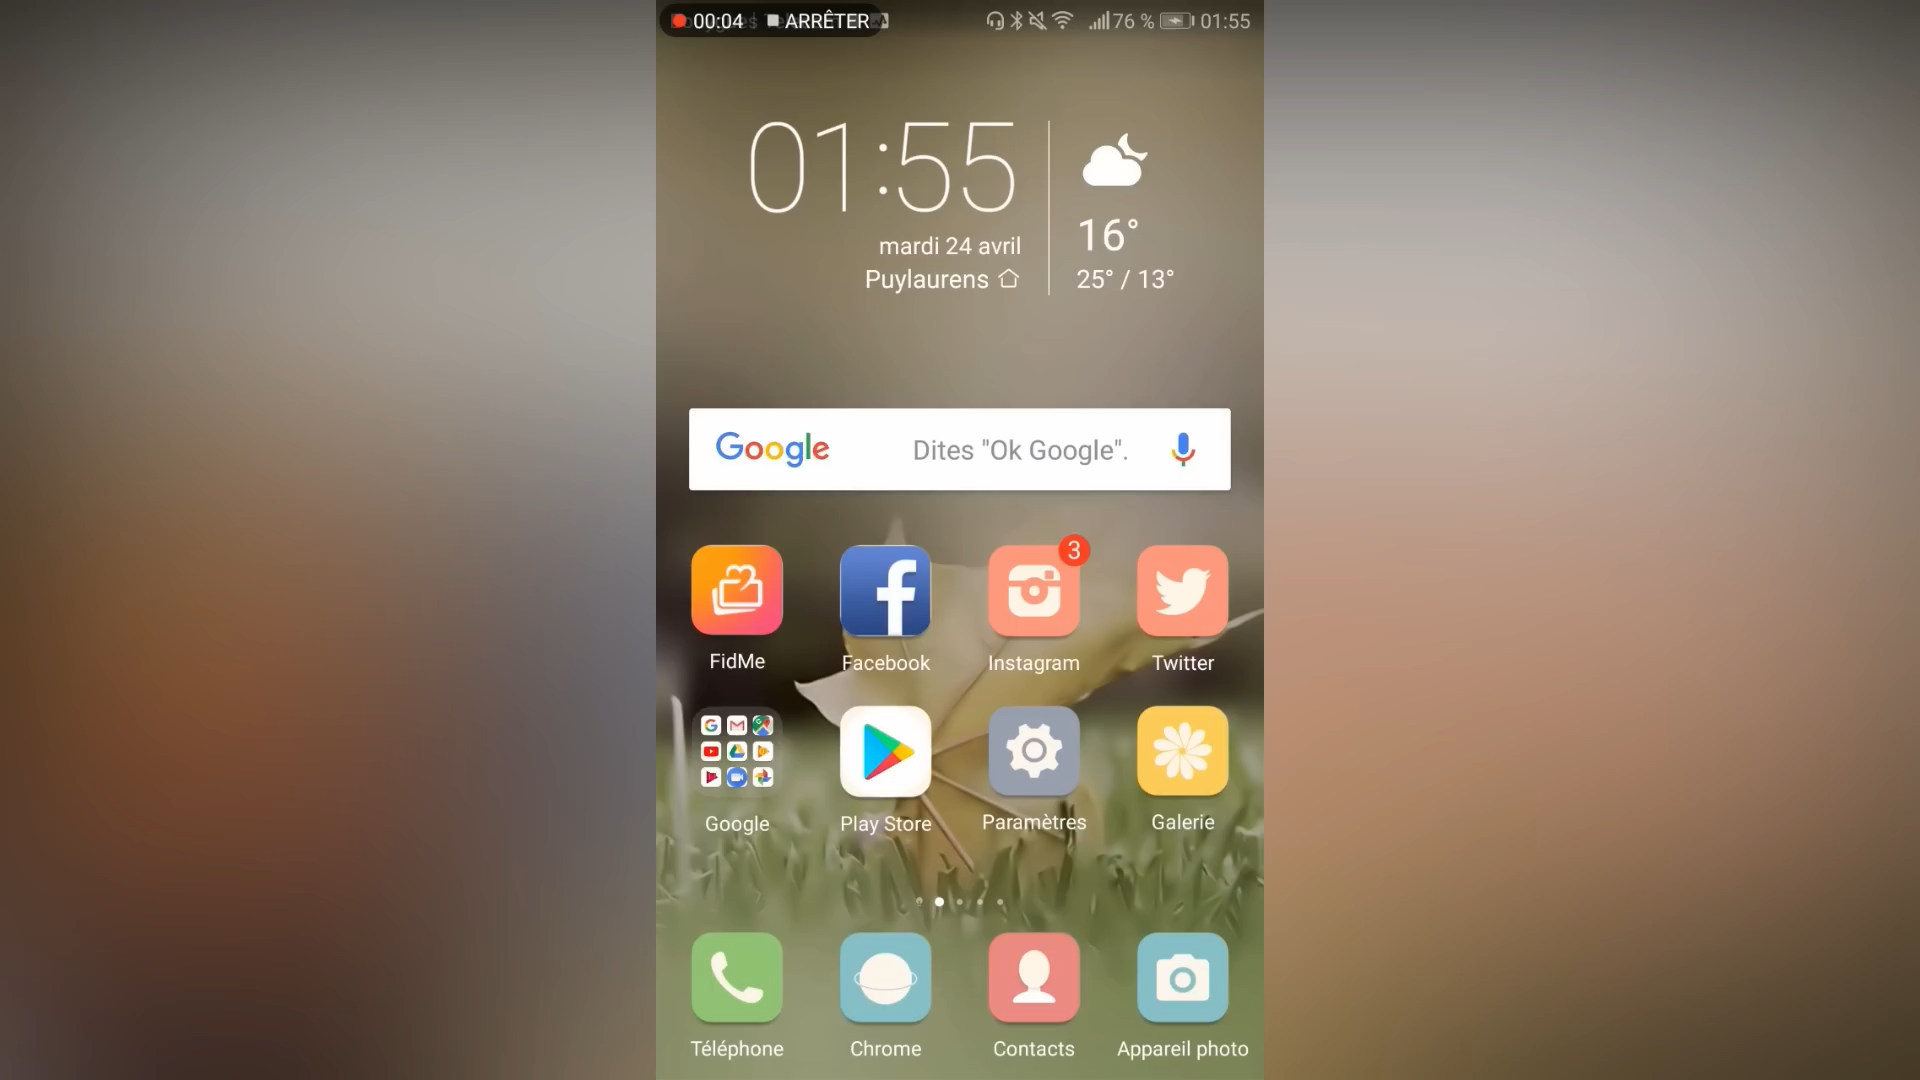 00:04 ARRÊTER 76 % 01:55
01:55
mardi 24 avril
Puylaurens
16°
25° / 13°
Google Dites "Ok Google".
3
FidMe Facebook Instagram Twitter
Google Play Store Paramètres Galerie
Téléphone Chrome Contacts Appareil photo